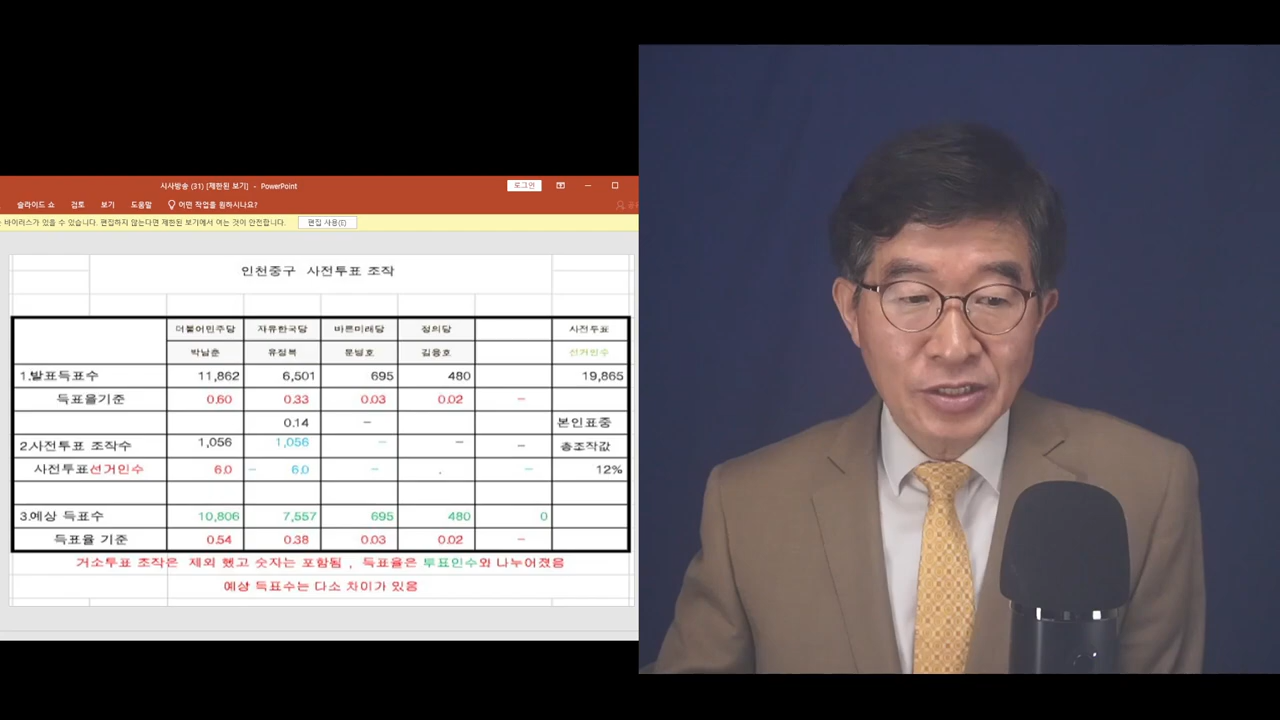 시사방송 (31) [제한된 보기] - PowerPoint
로그인
슬라이드 쇼 검토 보기 도움말 어떤 작업을 원하시나요?
바이러스가 있을 수 있습니다. 편집하지 않는다면 제한된 보기에서 여는 것이 안전합니다. 편집 사용(E)
인천중구 사전투표 조작
더불어민주당 자유한국당 바른미래당 정의당 사전투표
박남춘 유정복 문병호 김응호 선거인수
1.발표득표수 11,862 6,501 695 480 19,865
득표율기준 0.60 0.33 0.03 0.02 -
0.14 - 본인표중
2.사전투표 조작수 1,056 1,056 - - - 총조작값
사전투표선거인수 6.0 - 6.0 - . - 12%
3.예상 득표수 10,806 7,557 695 480 0
득표율 기준 0.54 0.38 0.03 0.02 -
거소투표 조작은 제외 했고 숫자는 포함됨 , 득표율은 투표인수와 나누어졌음
예상 득표수는 다소 차이가 있음